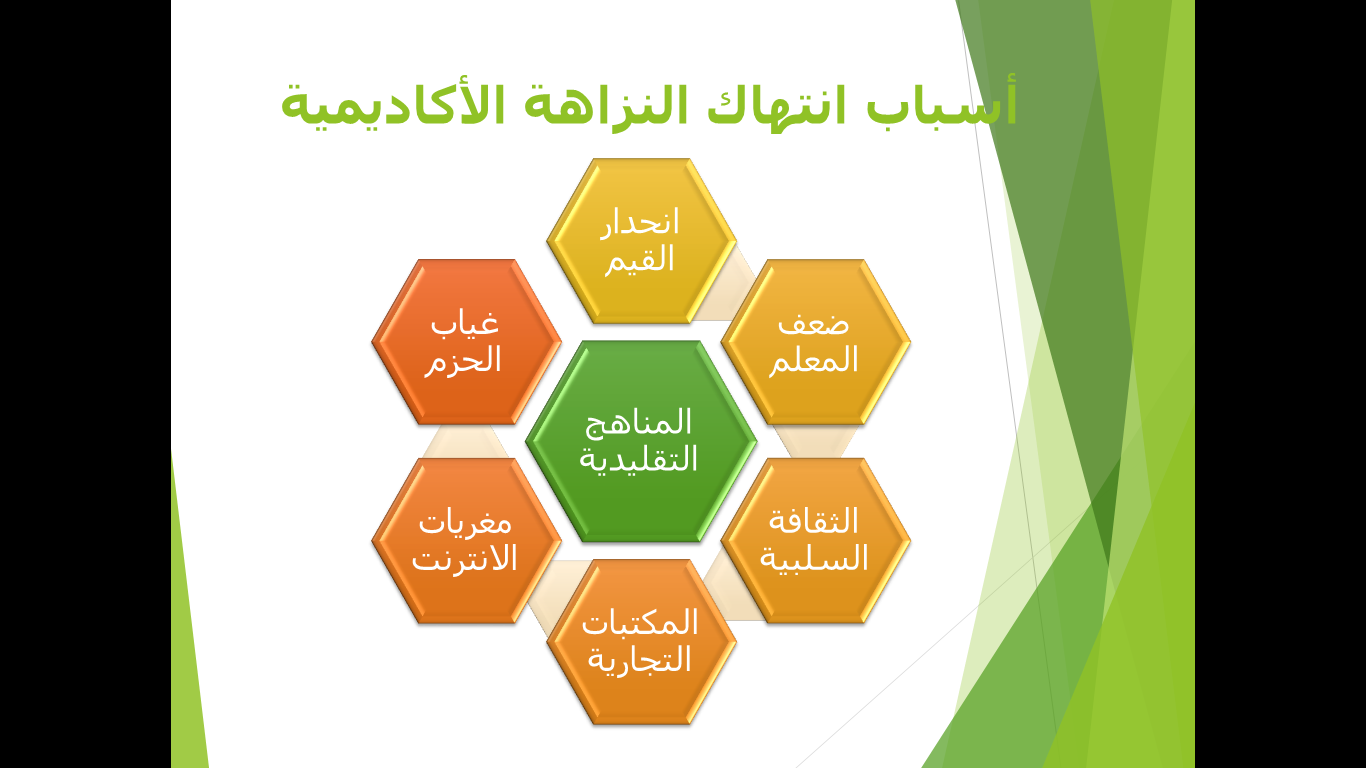 أسباب انتهاك النزاهة الأكاديمية
انحدار
القيم
ضعف
المعلم
الثقافة
السلبية
المكتبات
التجارية
مغريات
الانترنت
غياب
الحزم
المناهج
التقليدية